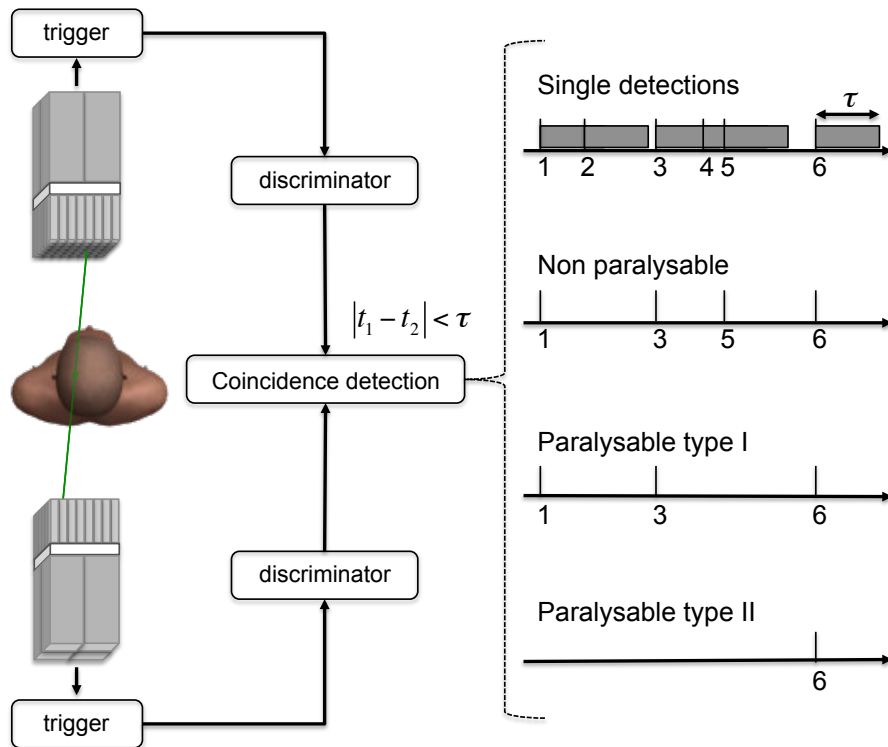 trigger
discriminator
|t₁ − t₂| < τ
Coincidence detection
discriminator
trigger
Single detections
τ
1 2 3 4 5 6
Non paralysable
1 3 5 6
Paralysable type I
1 3 6
Paralysable type II
6